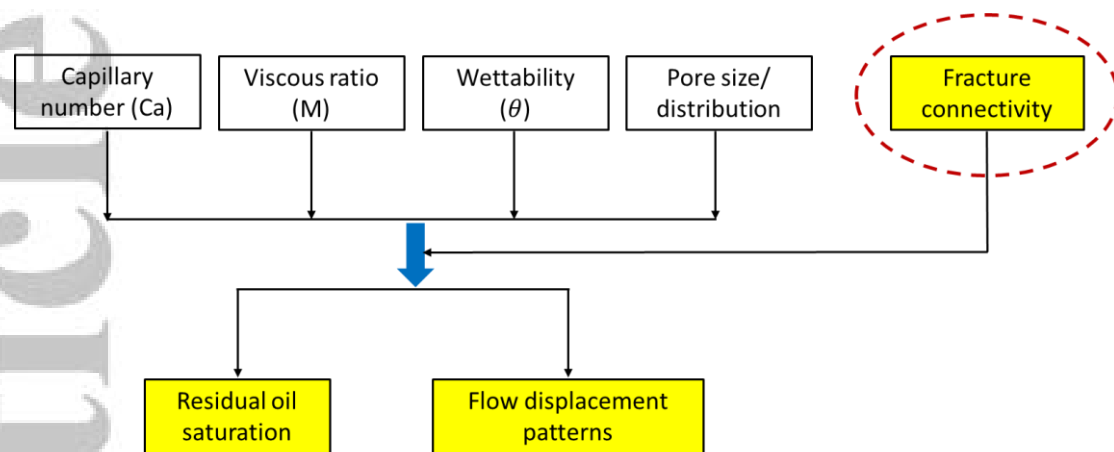 Capillary
number (Ca)
Viscous ratio
(M)
Wettability
(θ)
Pore size/
distribution
Fracture
connectivity
Residual oil
saturation
Flow displacement
patterns